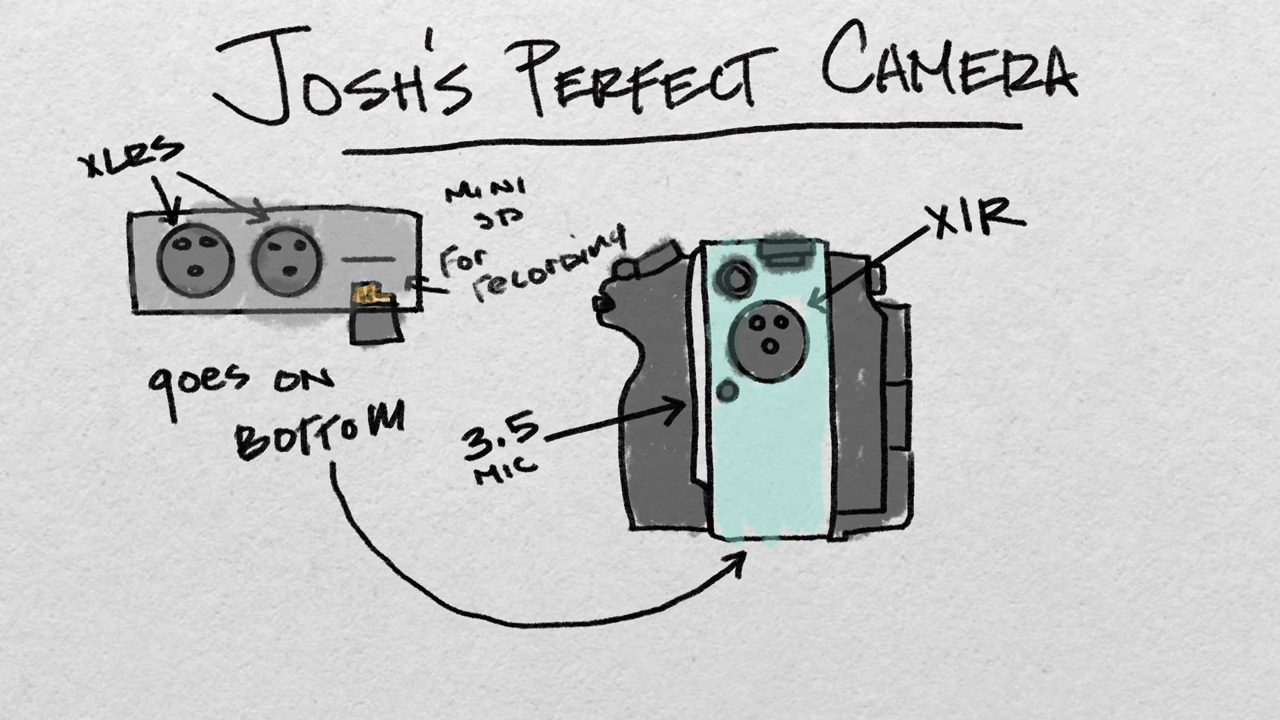 JOSH'S PERFECT CAMERA
XLRS
MINI
SD
For
recording
XLR
goes ON
BOTTOM
3.5
MIC